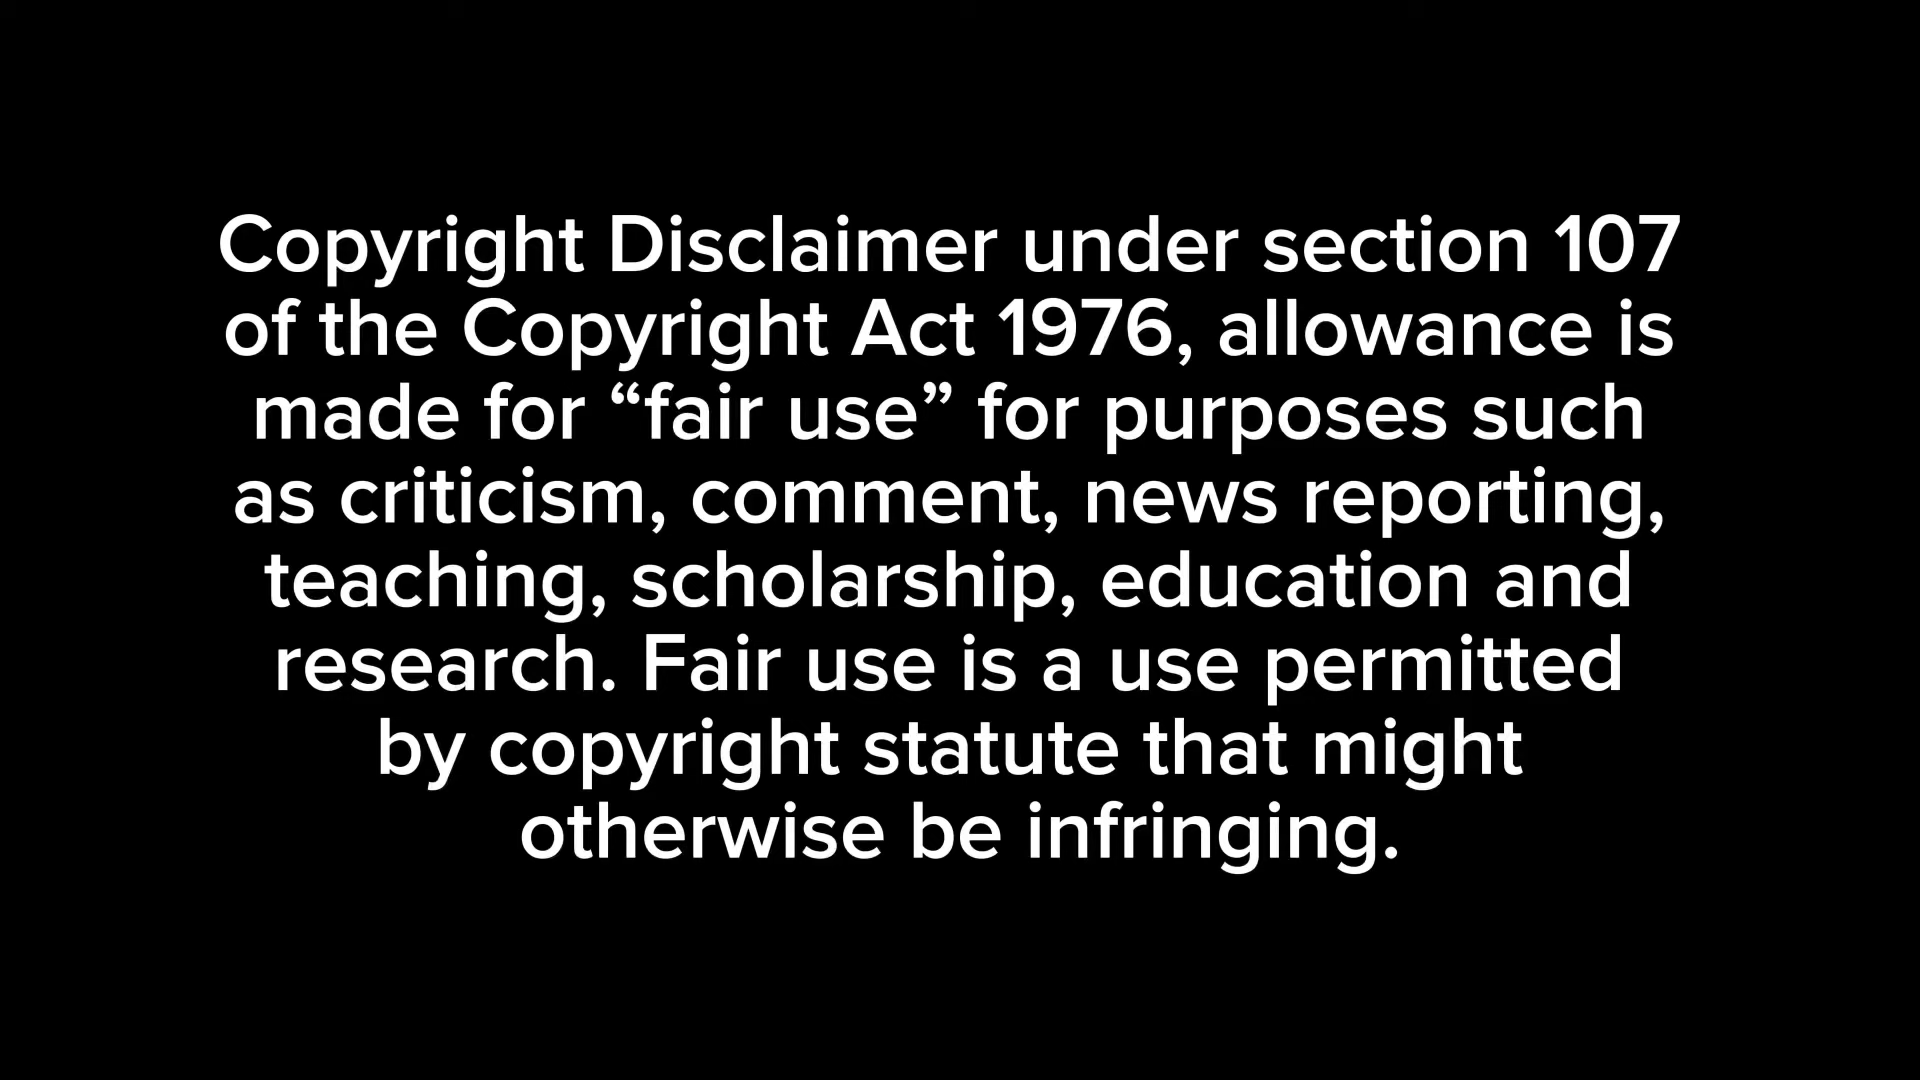 Copyright Disclaimer under section 107
of the Copyright Act 1976, allowance is
made for “fair use” for purposes such
as criticism, comment, news reporting,
teaching, scholarship, education and
research. Fair use is a use permitted
by copyright statute that might
otherwise be infringing.